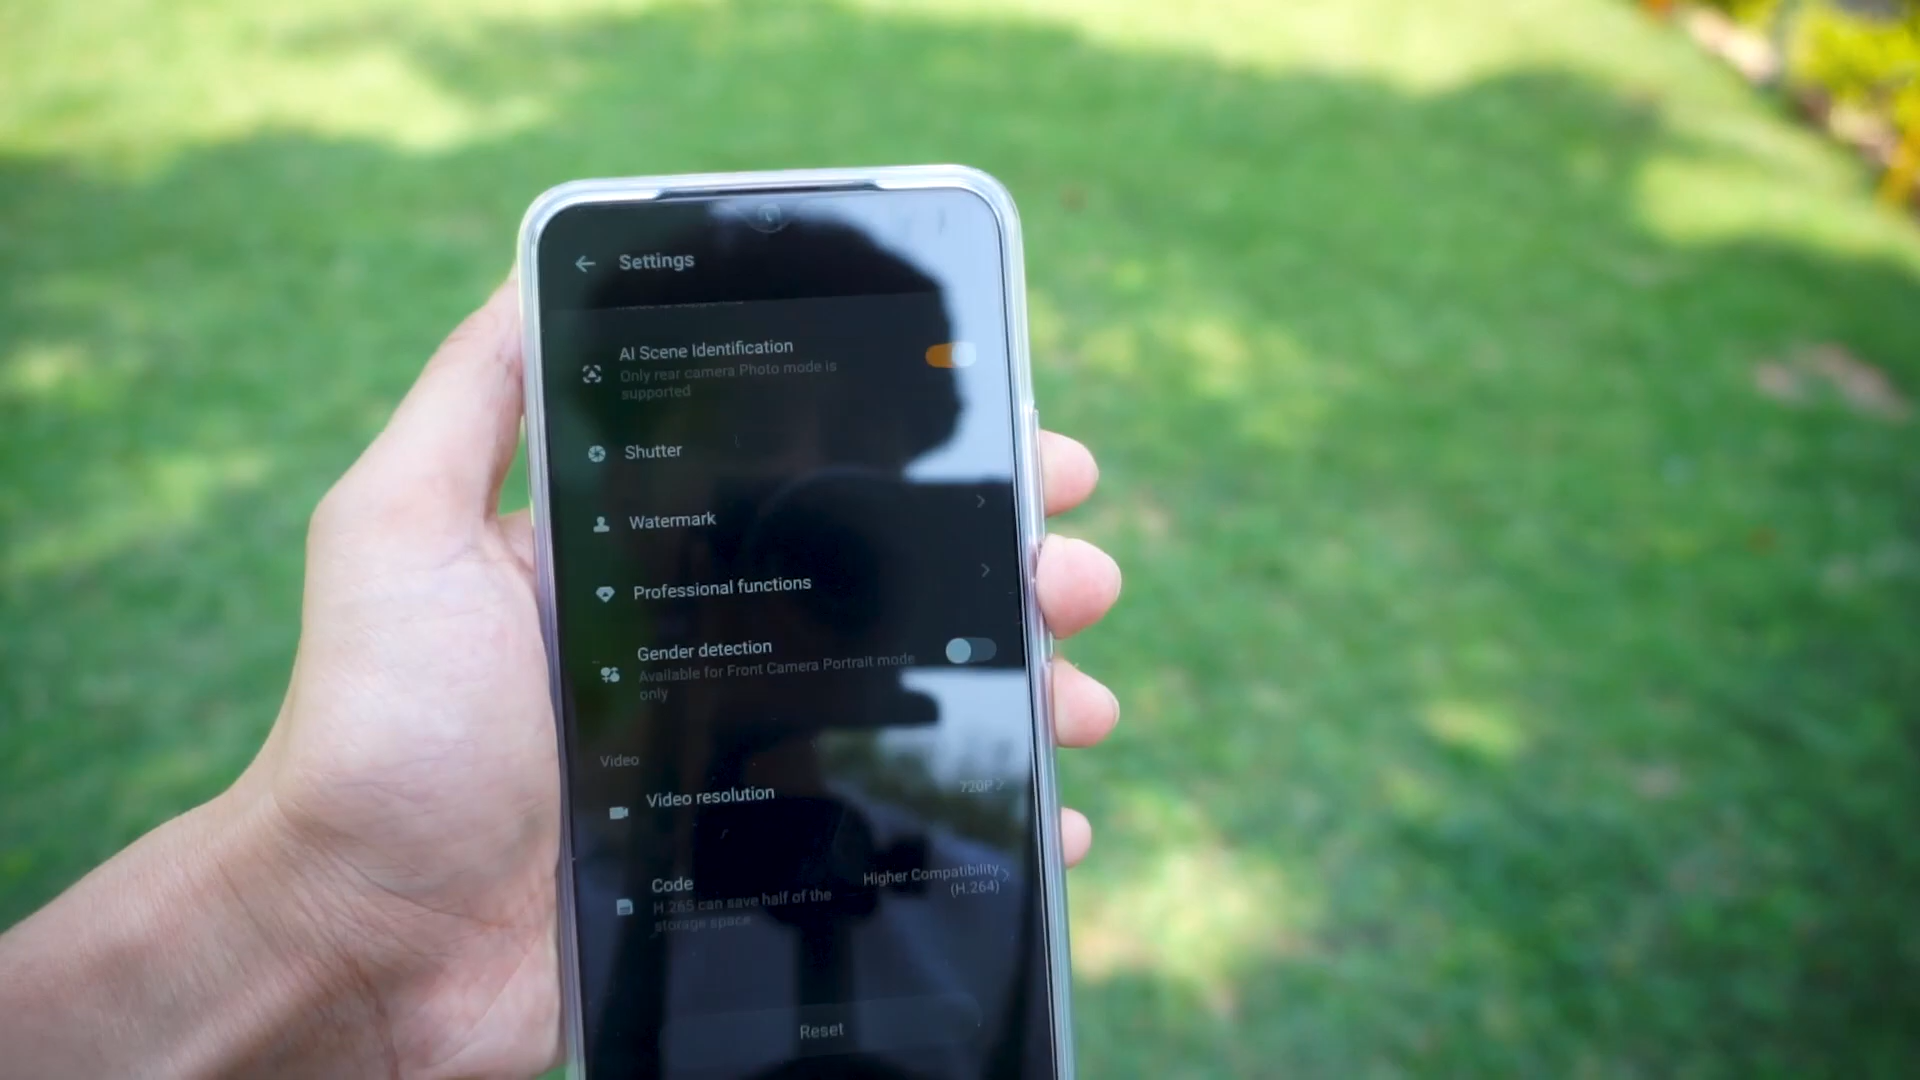 Settings
AI Scene Identification
Only rear camera Photo mode is
supported
Shutter
Watermark
Professional functions
Gender detection
Available for Front Camera Portrait mode
only
Video
Video resolution
720P
Code
H.265 can save half of the
storage space
Higher Compatibility
(H.264)
Reset